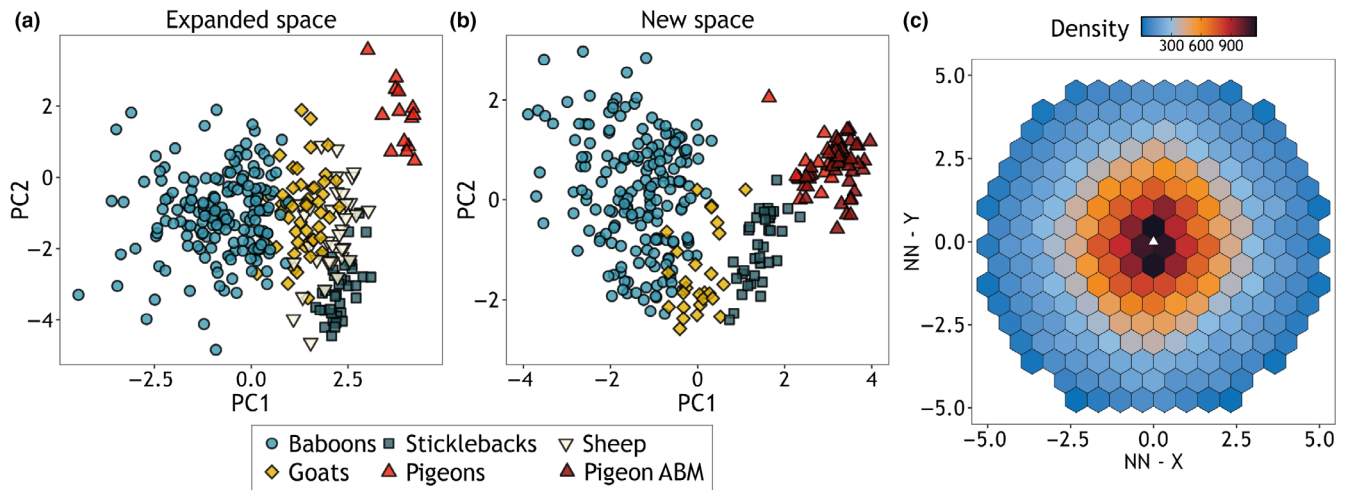 (a) Expanded space
2
0
−2
−4
PC2
−2.5 0.0 2.5
PC1
(b) New space
2
0
−2
PC2
−4 −2 0 2 4
PC1
Baboons Sticklebacks Sheep
Goats Pigeons Pigeon ABM
(c)
Density
300 600 900
5.0
2.5
0.0
−2.5
−5.0
NN - Y
−5.0 −2.5 0.0 2.5 5.0
NN - X